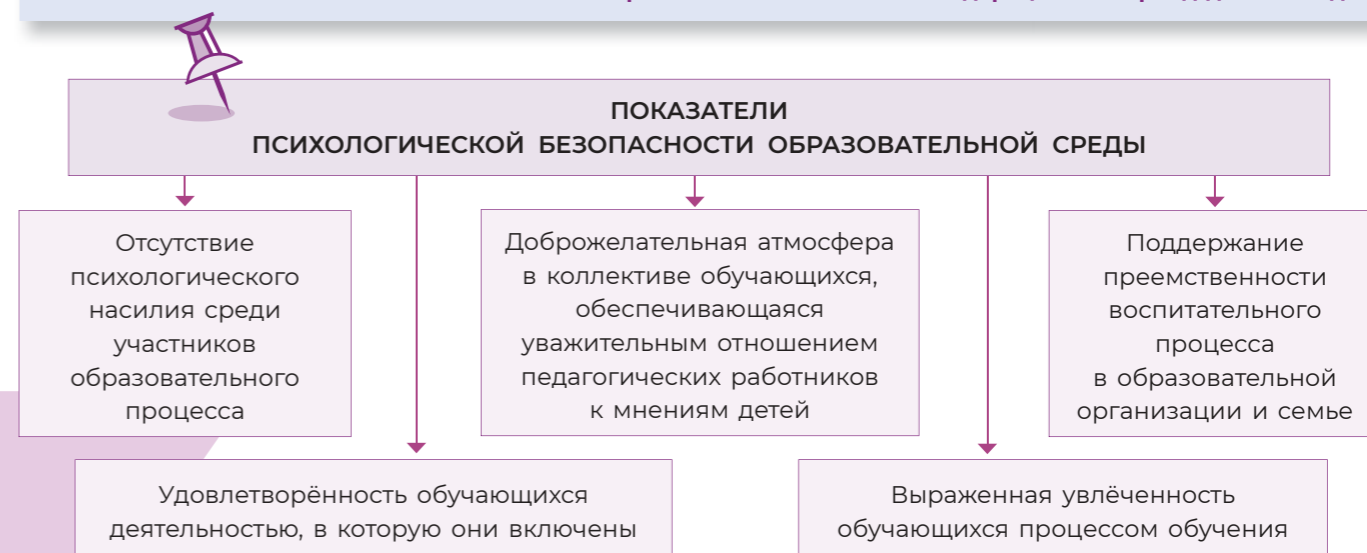 ПОКАЗАТЕЛИ
ПСИХОЛОГИЧЕСКОЙ БЕЗОПАСНОСТИ ОБРАЗОВАТЕЛЬНОЙ СРЕДЫ
Отсутствие
психологического
насилия среди
участников
образовательного
процесса
Доброжелательная атмосфера
в коллективе обучающихся,
обеспечивающаяся
уважительным отношением
педагогических работников
к мнениям детей
Поддержание
преемственности
воспитательного
процесса
в образовательной
организации и семье
Удовлетворённость обучающихся
деятельностью, в которую они включены
Выраженная увлечённость
обучающихся процессом обучения